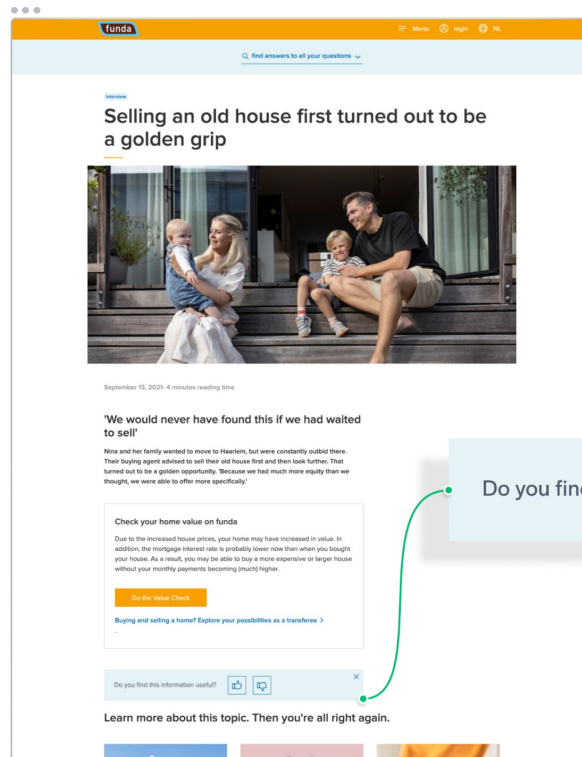 funda
Menu login NL
find answers to all your questions
Interview
Selling an old house first turned out to be
a golden grip
September 13, 2021- 4 minutes reading time
'We would never have found this if we had waited
to sell'
Nina and her family wanted to move to Haarlem, but were constantly outbid there.
Their buying agent advised to sell their old house first and then look further. That
turned out to be a golden opportunity. 'Because we had much more equity than we
thought, we were able to offer more specifically.'
Check your home value on funda
Due to the increased house prices, your home may have increased in value. In
addition, the mortgage interest rate is probably lower now than when you bought
your house. As a result, you may be able to buy a more expensive or larger house
without your monthly payments becoming (much) higher.
Do the Value Check
Buying and selling a home? Explore your possibilities as a transferee >
.
Do you find
Do you find this information useful?
Learn more about this topic. Then you're all right again.